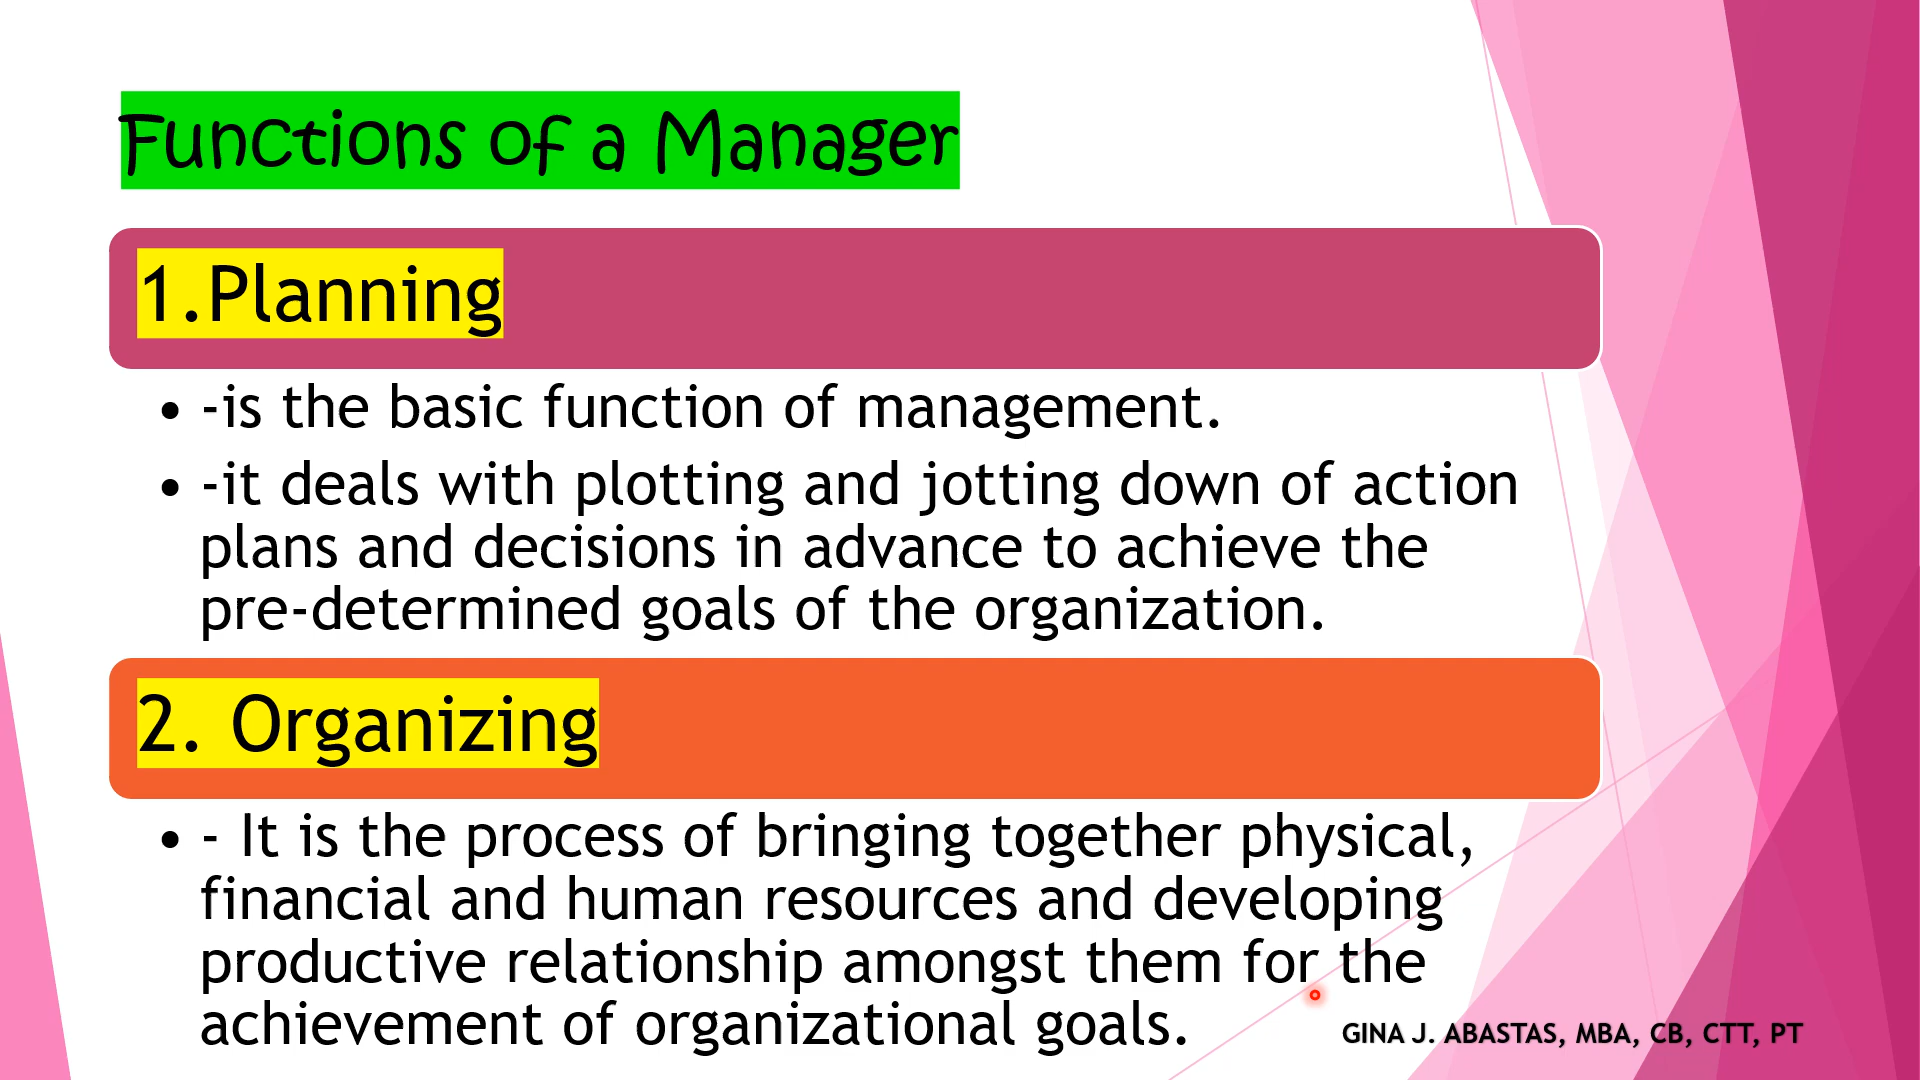 Functions of a Manager
1.Planning
• -is the basic function of management.
• -it deals with plotting and jotting down of action
plans and decisions in advance to achieve the
pre-determined goals of the organization.
2. Organizing
• - It is the process of bringing together physical,
financial and human resources and developing
productive relationship amongst them for the
achievement of organizational goals.
GINA J. ABASTAS, MBA, CB, CTT, PT